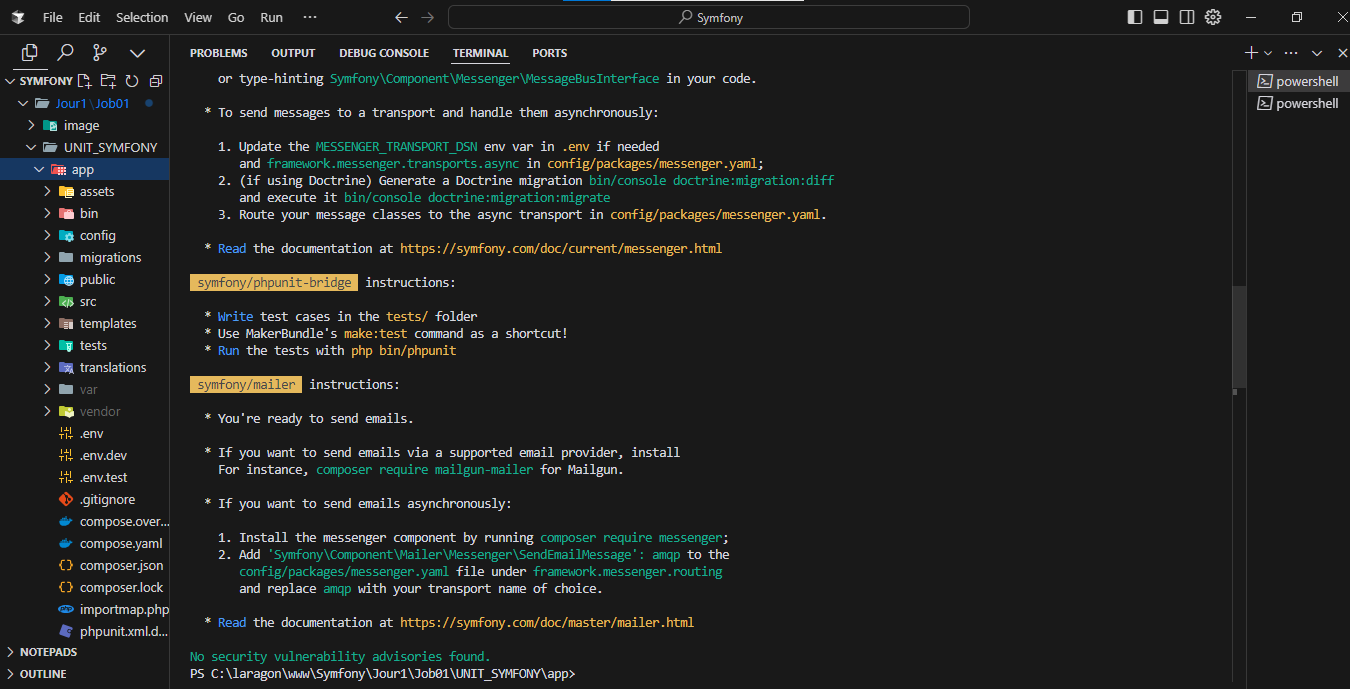 File Edit Selection View Go Run ··· Symfony
PROBLEMS OUTPUT DEBUG CONSOLE TERMINAL PORTS
SYMFONY
Jour1\Job01
image
UNIT_SYMFONY
app
assets
bin
config
migrations
public
src
templates
tests
translations
var
vendor
.env
.env.dev
.env.test
.gitignore
compose.over...
compose.yaml
composer.json
composer.lock
importmap.php
phpunit.xml.d...
NOTEPADS
OUTLINE
or type-hinting Symfony\Component\Messenger\MessageBusInterface in your code.
* To send messages to a transport and handle them asynchronously:
1. Update the MESSENGER_TRANSPORT_DSN env var in .env if needed
and framework.messenger.transports.async in config/packages/messenger.yaml;
2. (if using Doctrine) Generate a Doctrine migration bin/console doctrine:migration:diff
and execute it bin/console doctrine:migration:migrate
3. Route your message classes to the async transport in config/packages/messenger.yaml.
* Read the documentation at https://symfony.com/doc/current/messenger.html
symfony/phpunit-bridge instructions:
* Write test cases in the tests/ folder
* Use MakerBundle's make:test command as a shortcut!
* Run the tests with php bin/phpunit
symfony/mailer instructions:
* You're ready to send emails.
* If you want to send emails via a supported email provider, install
For instance, composer require mailgun-mailer for Mailgun.
* If you want to send emails asynchronously:
1. Install the messenger component by running composer require messenger;
2. Add 'Symfony\Component\Mailer\Messenger\SendEmailMessage': amqp to the
config/packages/messenger.yaml file under framework.messenger.routing
and replace amqp with your transport name of choice.
* Read the documentation at https://symfony.com/doc/master/mailer.html
No security vulnerability advisories found.
PS C:\laragon\www\Symfony\Jour1\Job01\UNIT_SYMFONY\app>
powershell
powershell